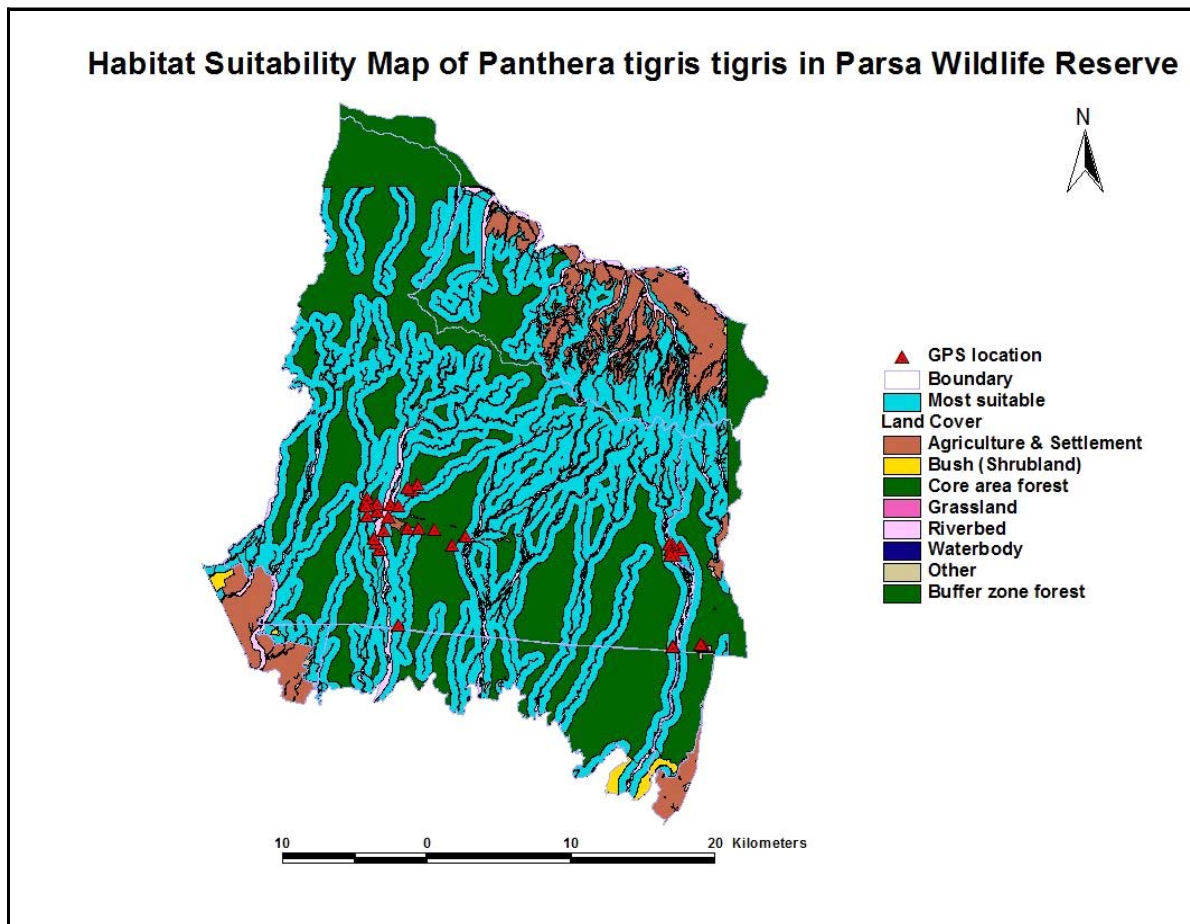 Habitat Suitability Map of Panthera tigris tigris in Parsa Wildlife Reserve
N
GPS location
Boundary
Most suitable
Land Cover
Agriculture & Settlement
Bush (Shrubland)
Core area forest
Grassland
Riverbed
Waterbody
Other
Buffer zone forest
10 0 10 20 Kilometers